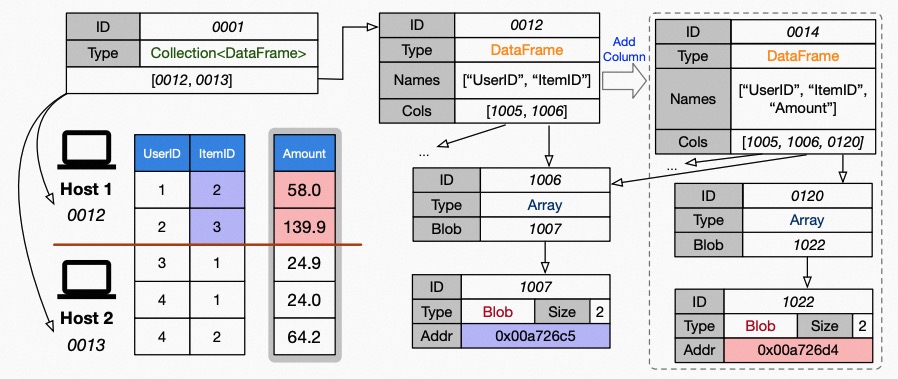 ID 0001
Type Collection<DataFrame>
[0012, 0013]
Host 1
0012
Host 2
0013
UserID ItemID Amount
1 2 58.0
2 3 139.9
3 1 24.9
4 1 24.0
4 2 64.2
ID 0012
Type DataFrame
Names [“UserID”, “ItemID”]
Cols [1005, 1006]
...
ID 1006
Type Array
Blob 1007
ID 1007
Type Blob Size 2
Addr 0x00a726c5
Add
Column
ID 0014
Type DataFrame
Names [“UserID”, “ItemID”,
“Amount”]
Cols [1005, 1006, 0120]
...
ID 0120
Type Array
Blob 1022
ID 1022
Type Blob Size 2
Addr 0x00a726d4